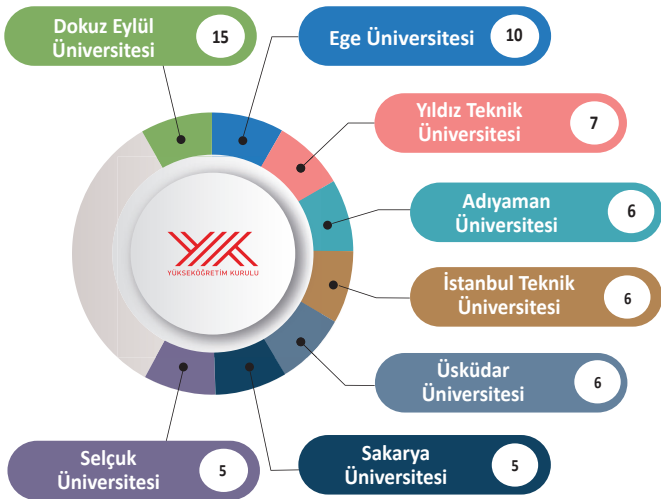 Dokuz Eylül
Üniversitesi
15
Ege Üniversitesi
10
Yıldız Teknik
Üniversitesi
7
Adıyaman
Üniversitesi
6
İstanbul Teknik
Üniversitesi
6
Üsküdar
Üniversitesi
6
Sakarya
Üniversitesi
5
Selçuk
Üniversitesi
5
YÜKSEKÖĞRETİM KURULU